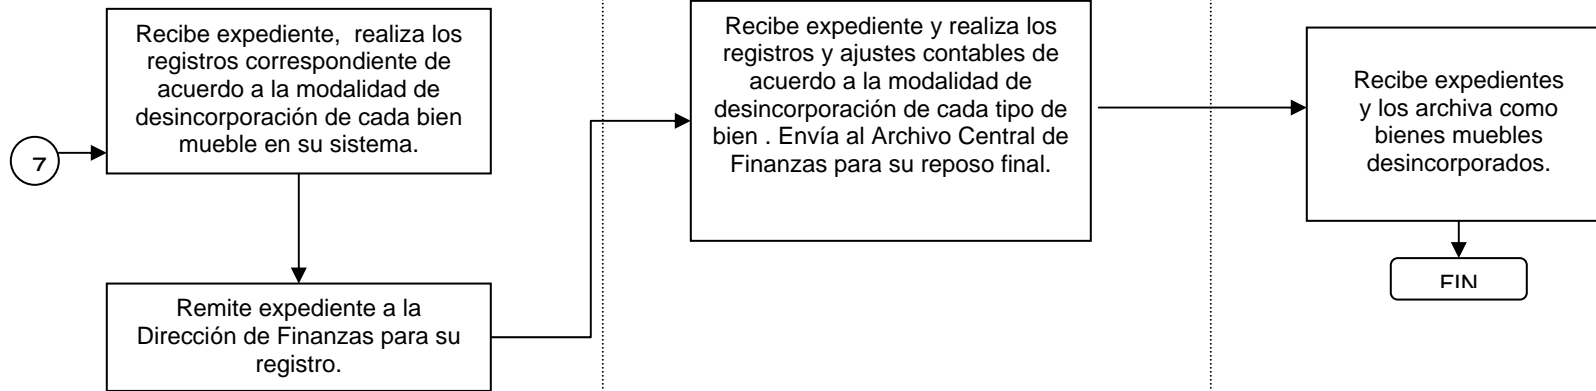 7
Recibe expediente, realiza los
registros correspondiente de
acuerdo a la modalidad de
desincorporación de cada bien
mueble en su sistema.
Remite expediente a la
Dirección de Finanzas para su
registro.
Recibe expediente y realiza los
registros y ajustes contables de
acuerdo a la modalidad de
desincorporación de cada tipo de
bien . Envía al Archivo Central de
Finanzas para su reposo final.
Recibe expedientes
y los archiva como
bienes muebles
desincorporados.
FIN